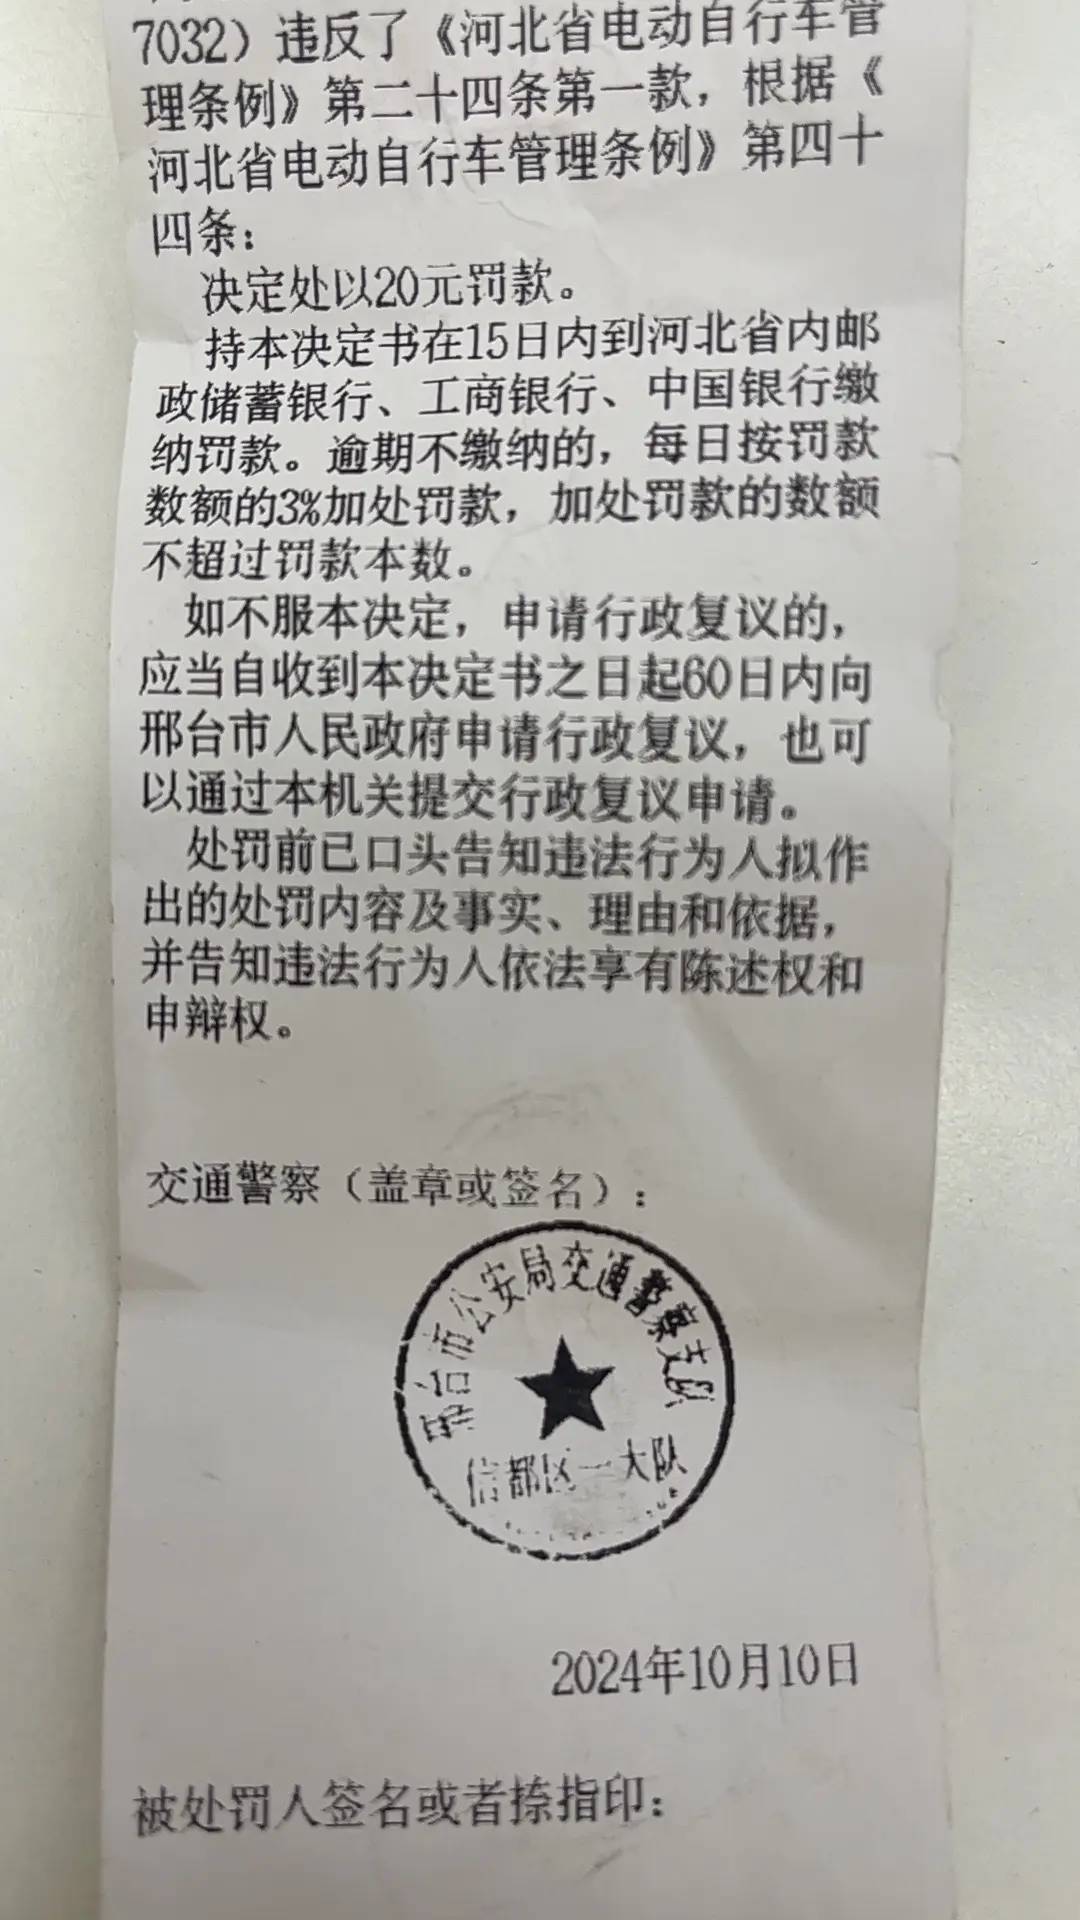 7032）违反了《河北省电动自行车管
理条例》第二十四条第一款，根据《
河北省电动自行车管理条例》第四十
四条：
决定处以20元罚款。
持本决定书在15日内到河北省内邮
政储蓄银行、工商银行、中国银行缴
纳罚款。逾期不缴纳的，每日按罚款
数额的3%加处罚款，加处罚款的数额
不超过罚款本数。
如不服本决定，申请行政复议的，
应当自收到本决定书之日起60日内向
邢台市人民政府申请行政复议，也可
以通过本机关提交行政复议申请。
处罚前已口头告知违法行为人拟作
出的处罚内容及事实、理由和依据，
并告知违法行为人依法享有陈述权和
申辩权。
交通警察（盖章或签名）：
邢台市公安局交通警察支队
信都区一大队
2024年10月10日
被处罚人签名或者捺指印：